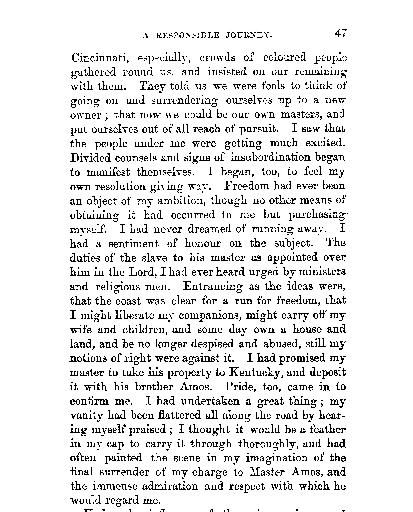 A RESPONSIBLE JOURNEY. 47
Cincinnati, especially, crowds of coloured people
gathered round us, and insisted on our remaining
with them. They told us we were fools to think of
going on and surrendering ourselves up to a new
owner; that now we could be our own masters, and
put ourselves out of all reach of pursuit. I saw that
the people under me were getting much excited.
Divided counsels and signs of insubordination began
to manifest themselves. I began, too, to feel my
own resolution giving way. Freedom had ever been
an object of my ambition, though no other means of
obtaining it had occurred to me but purchasing
myself. I had never dreamed of running away. I
had a sentiment of honour on the subject. The
duties of the slave to his master as appointed over
him in the Lord, I had ever heard urged by ministers
and religious men. Entrancing as the ideas were,
that the coast was clear for a run for freedom, that
I might liberate my companions, might carry off my
wife and children, and some day own a house and
land, and be no longer despised and abused, still my
notions of right were against it. I had promised my
master to take his property to Kentucky, and deposit
it with his brother Amos. Pride, too, came in to
confirm me. I had undertaken a great thing; my
vanity had been flattered all along the road by hear-
ing myself praised; I thought it would be a feather
in my cap to carry it through thoroughly, and had
often painted the scene in my imagination of the
final surrender of my charge to Master Amos, and
the immense admiration and respect with which he
would regard me.